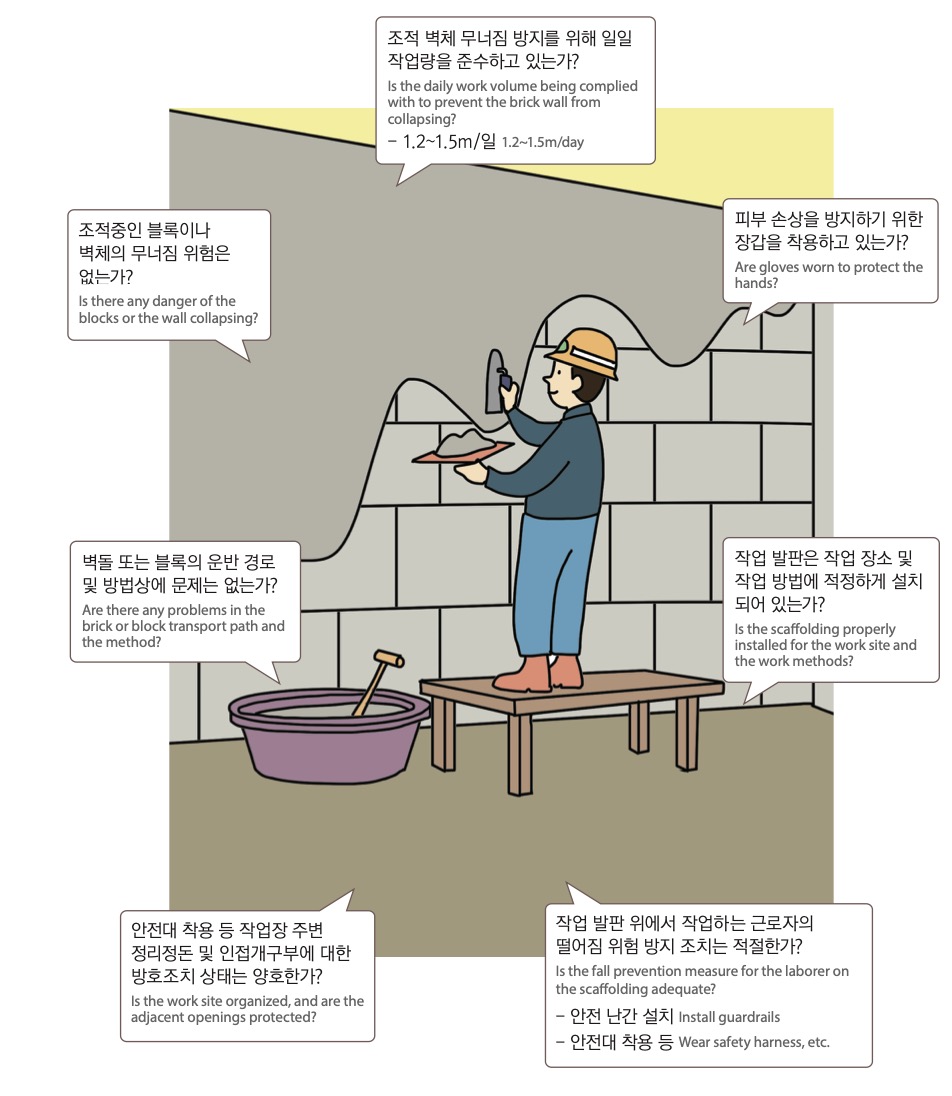 조적 벽체 무너짐 방지를 위해 일일
작업량을 준수하고 있는가?
Is the daily work volume being complied
with to prevent the brick wall from
collapsing?
– 1.2~1.5m/일 1.2~1.5m/day
조적중인 블록이나
벽체의 무너짐 위험은
없는가?
Is there any danger of the
blocks or the wall collapsing?
피부 손상을 방지하기 위한
장갑을 착용하고 있는가?
Are gloves worn to protect the
hands?
벽돌 또는 블록의 운반 경로
및 방법상에 문제는 없는가?
Are there any problems in the
brick or block transport path and
the method?
작업 발판은 작업 장소 및
작업 방법에 적정하게 설치
되어 있는가?
Is the scaffolding properly
installed for the work site and
the work methods?
안전대 착용 등 작업장 주변
정리정돈 및 인접개구부에 대한
방호조치 상태는 양호한가?
Is the work site organized, and are the
adjacent openings protected?
작업 발판 위에서 작업하는 근로자의
떨어짐 위험 방지 조치는 적절한가?
Is the fall prevention measure for the laborer on
the scaffolding adequate?
– 안전 난간 설치 Install guardrails
– 안전대 착용 등 Wear safety harness, etc.